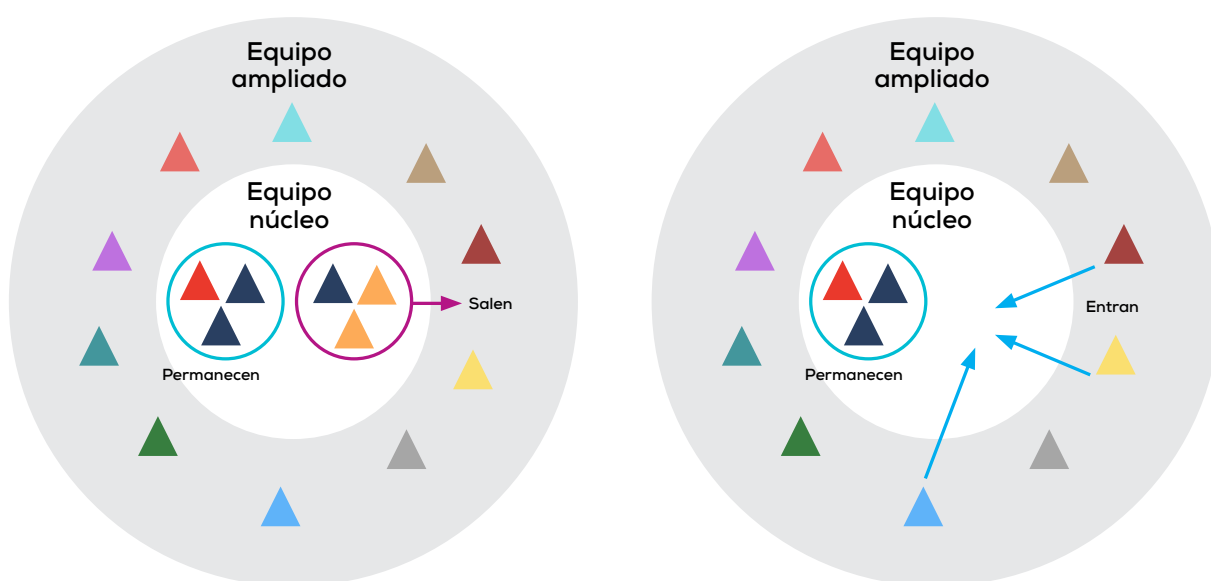 Equipo
ampliado
Equipo
núcleo
Salen
Permanecen
Equipo
ampliado
Equipo
núcleo
Entran
Permanecen